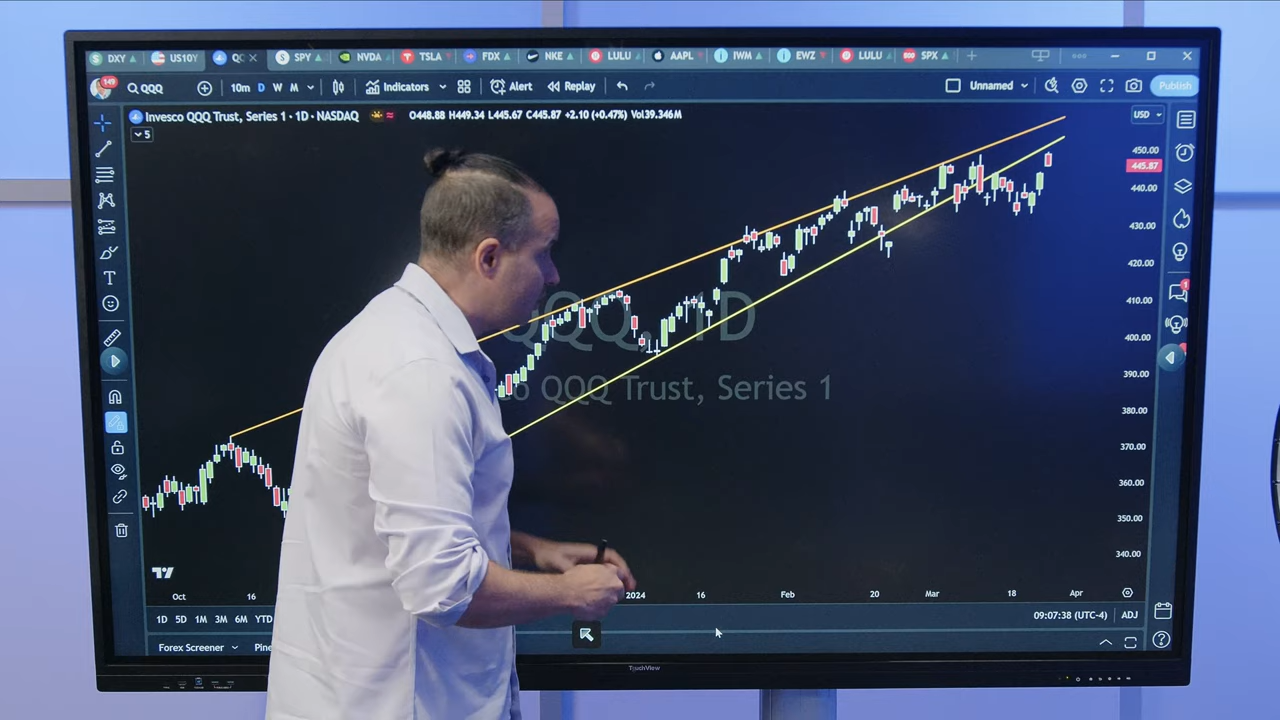 DXY US10Y QC SPY NVDA TSLA FDX NKE LULU AAPL IWM EWZ LULU SPX
149 QQQ 10m D W M Indicators Alert Replay Unnamed Publish
Invesco QQQ Trust, Series 1 · 1D · NASDAQ O448.88 H449.34 L445.67 C445.87 +2.10 (+0.47%) Vol39.346M USD
5
450.00
445.87
440.00
430.00
420.00
410.00
400.00
390.00
380.00
370.00
360.00
350.00
340.00
QQQ, 1D
co QQQ Trust, Series 1
Oct 16 2024 16 Feb 20 Mar 18 Apr
1D 5D 1M 3M 6M YTD 09:07:38 (UTC-4) ADJ
Forex Screener Pine
TouchView